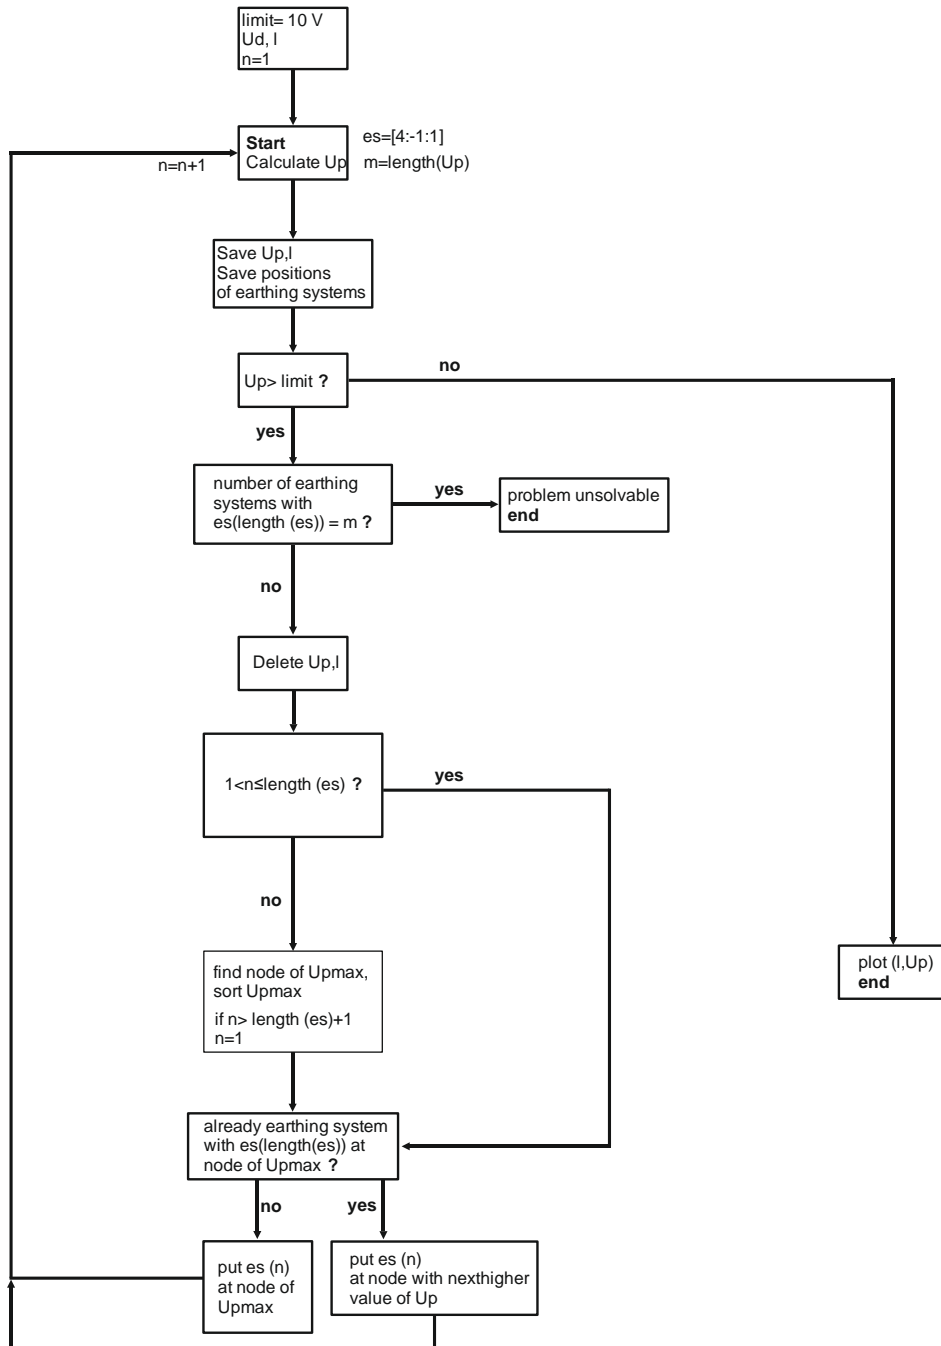 limit= 10 V
Ud, l
n=1
Start
Calculate Up
es=[4:-1:1]
m=length(Up)
n=n+1
Save Up,l
Save positions
of earthing systems
Up> limit ?
no
yes
number of earthing
systems with
es(length (es)) = m ?
yes
problem unsolvable
end
no
Delete Up,l
1<n≤length (es) ?
yes
no
find node of Upmax,
sort Upmax
if n> length (es)+1
n=1
plot (l,Up)
end
already earthing system
with es(length(es)) at
node of Upmax ?
no
yes
put es (n)
at node of
Upmax
put es (n)
at node with nexthigher
value of Up